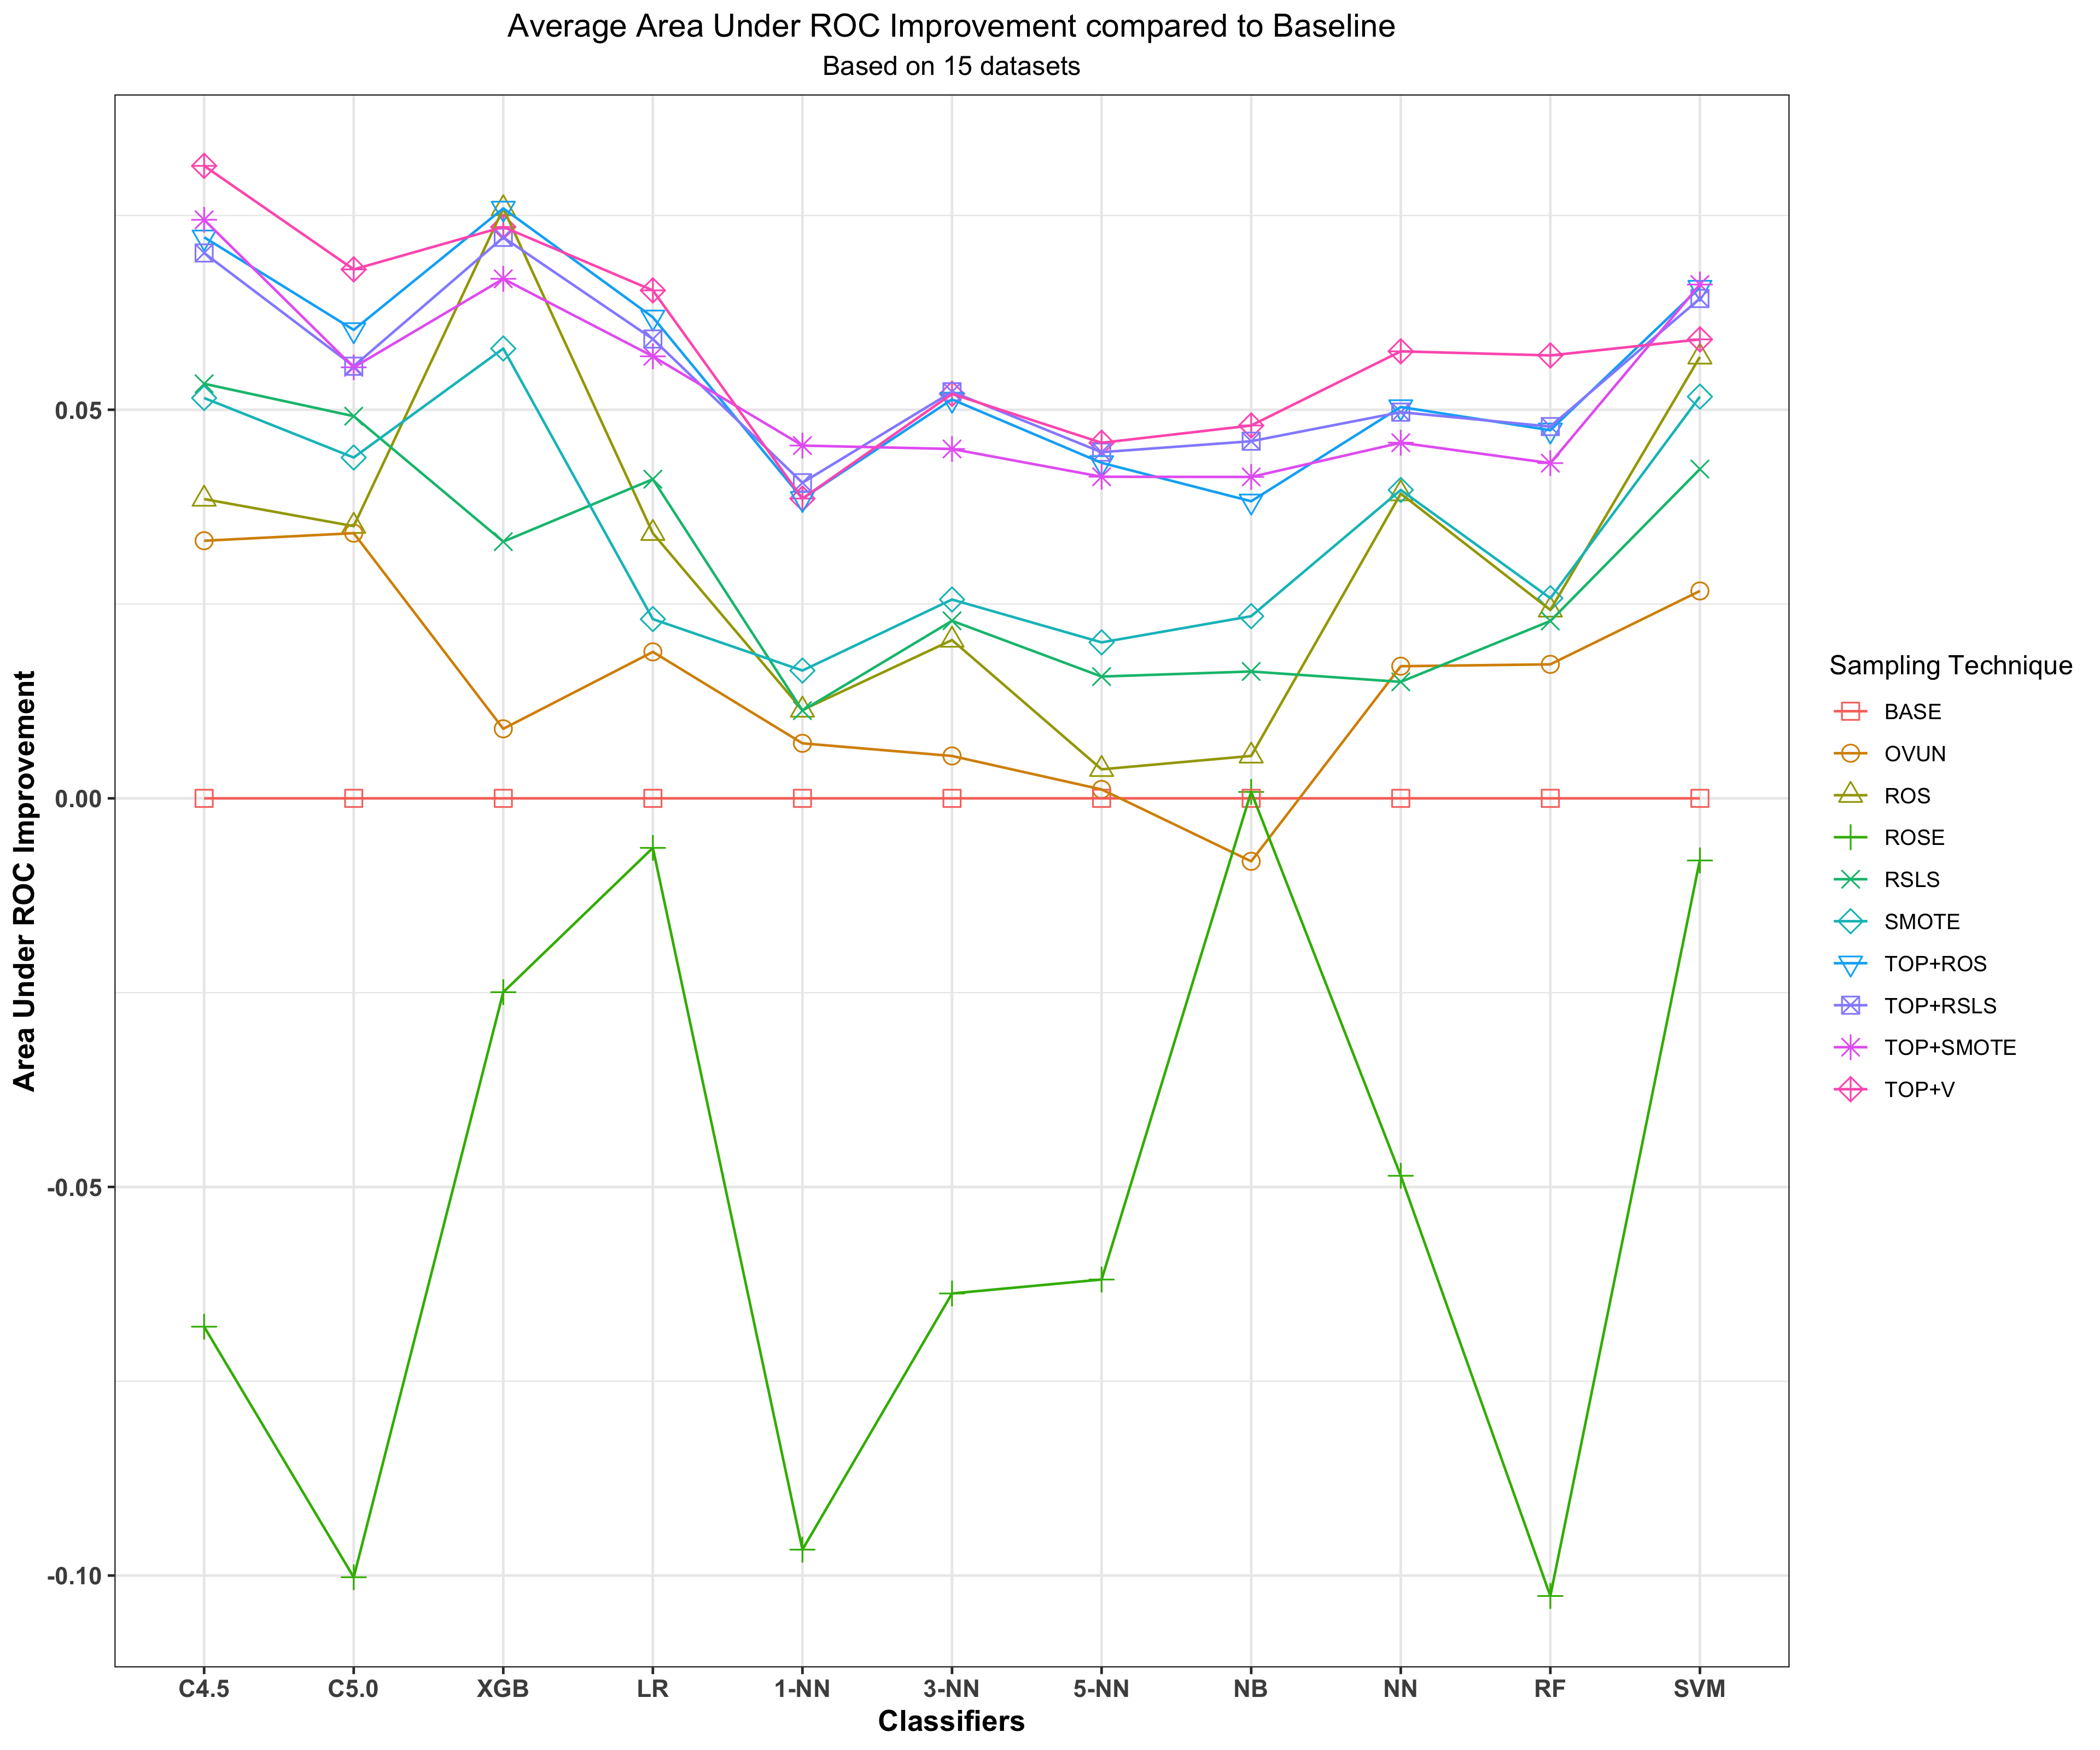 Average Area Under ROC Improvement compared to Baseline
Based on 15 datasets
Area Under ROC Improvement
0.05
0.00
-0.05
-0.10
C4.5 C5.0 XGB LR 1-NN 3-NN 5-NN NB NN RF SVM
Classifiers
Sampling Technique
BASE
OVUN
ROS
ROSE
RSLS
SMOTE
TOP+ROS
TOP+RSLS
TOP+SMOTE
TOP+V